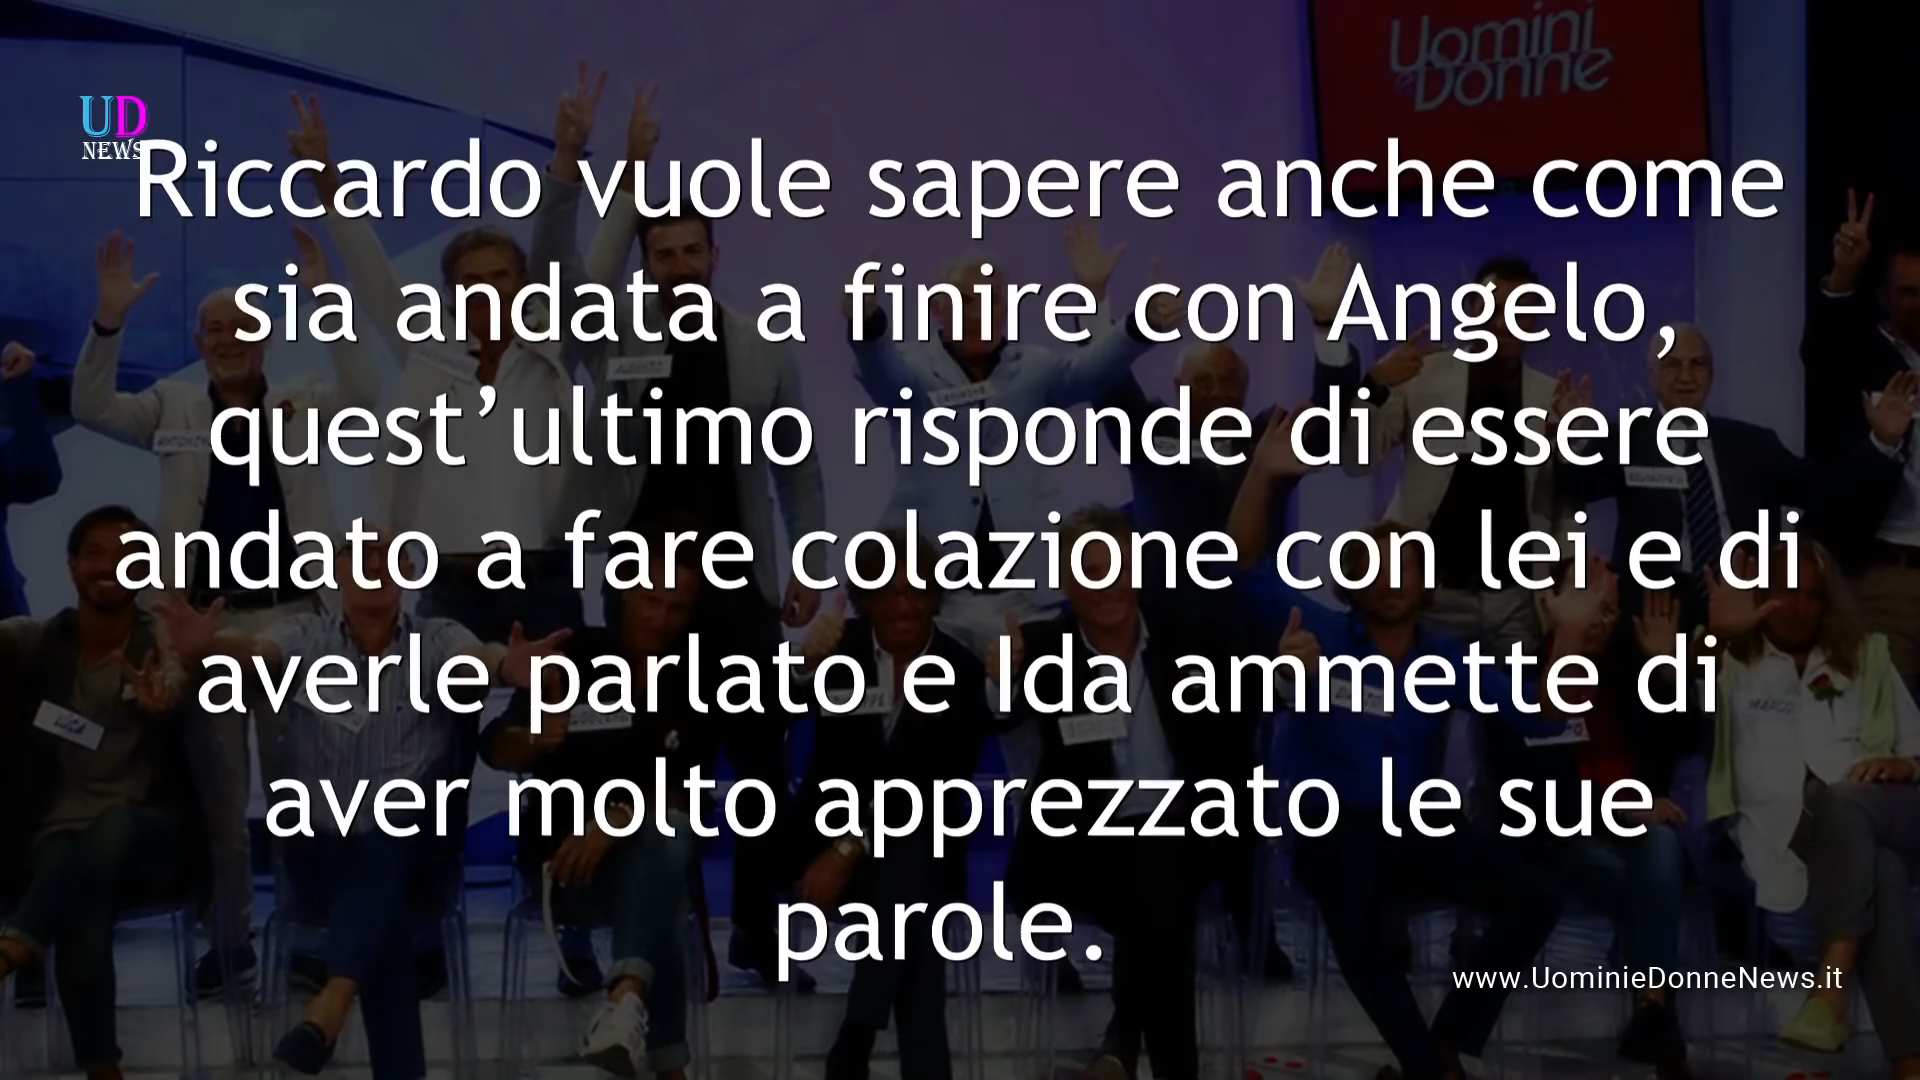 Uomini
e Donne
UD
NEWS
Riccardo vuole sapere anche come
sia andata a finire con Angelo,
quest’ultimo risponde di essere
andato a fare colazione con lei e di
averle parlato e Ida ammette di
aver molto apprezzato le sue
parole.
MARCO
www.UominieDonneNews.it